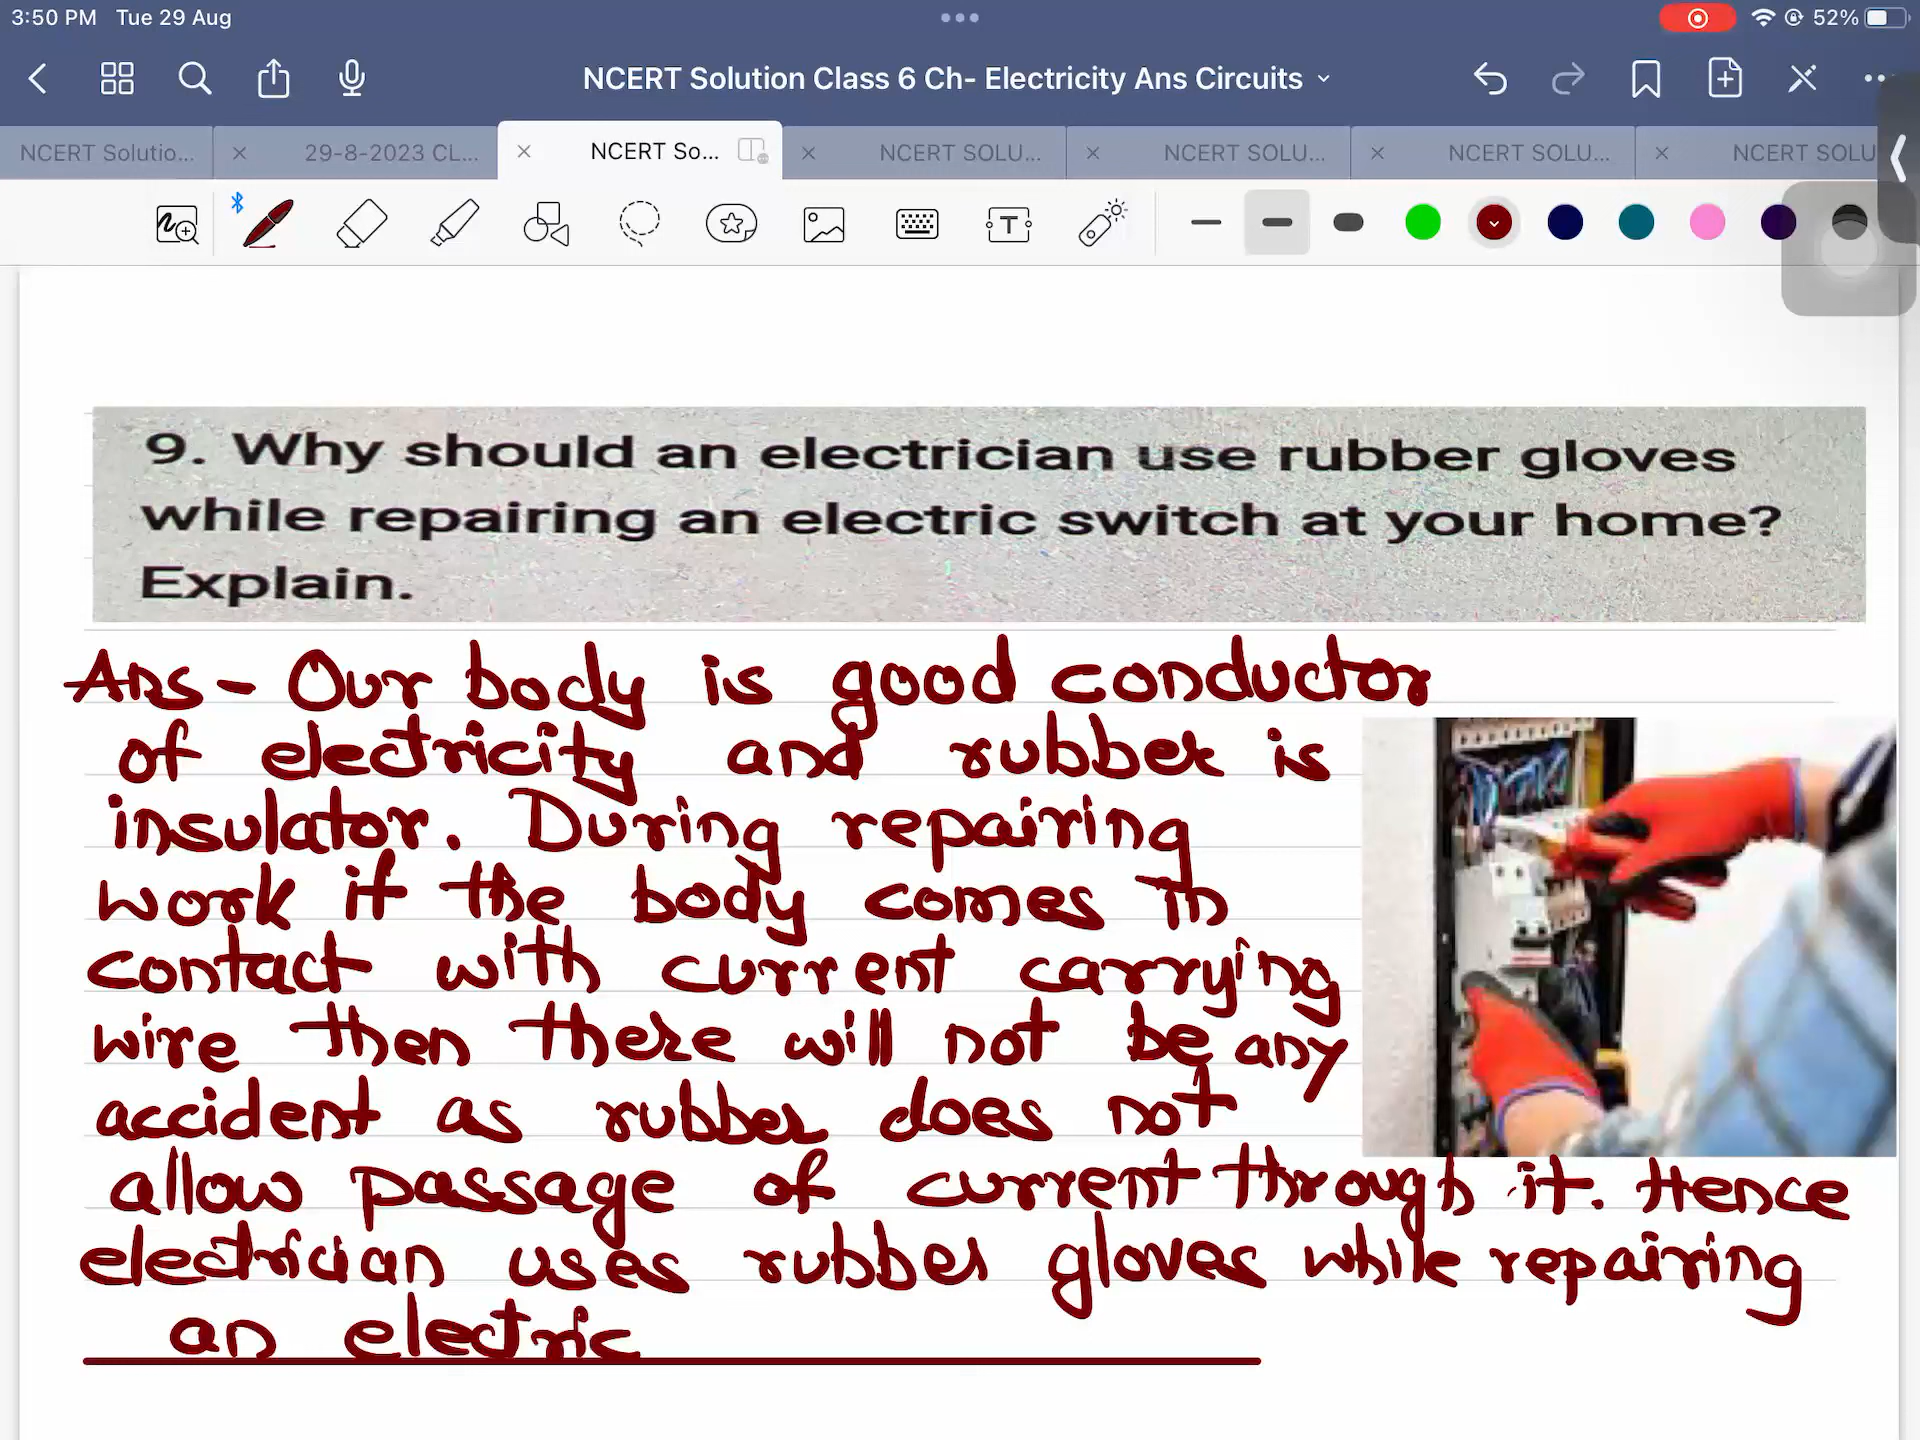 3:50 PM Tue 29 Aug
52%
NCERT Solution Class 6 Ch- Electricity Ans Circuits
NCERT Solutio... 29-8-2023 CL... NCERT So... NCERT SOLU... NCERT SOLU... NCERT SOLU... NCERT SOLU
T
9. Why should an electrician use rubber gloves
while repairing an electric switch at your home?
Explain.
Ans - Our body is good conductor
of electricity and rubber is
insulator. During repairing
work if the body comes in
contact with current carrying
wire then there will not be any
accident as rubber does not
allow passage of current through it. Hence
electrician uses rubber gloves while repairing
an electric